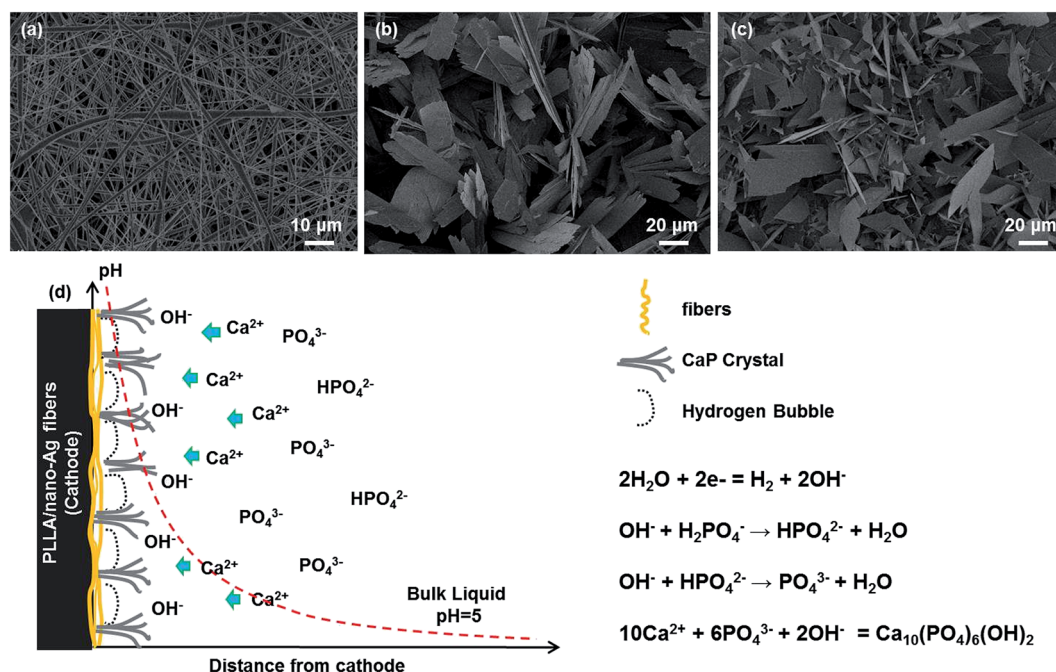 (a)
10 µm
(b)
20 µm
(c)
20 µm
(d)
pH
PLLA/nano-Ag fibers
(Cathode)
OH⁻
Ca²⁺
PO₄³⁻
Ca²⁺
HPO₄²⁻
OH⁻
Ca²⁺
PO₄³⁻
Ca²⁺
OH⁻
HPO₄²⁻
PO₄³⁻
OH⁻
PO₄³⁻
Ca²⁺
Ca²⁺
OH⁻
Bulk Liquid
pH=5
Distance from cathode
fibers
CaP Crystal
Hydrogen Bubble
2H₂O + 2e- = H₂ + 2OH⁻
OH⁻ + H₂PO₄⁻ → HPO₄²⁻ + H₂O
OH⁻ + HPO₄²⁻ → PO₄³⁻ + H₂O
10Ca²⁺ + 6PO₄³⁻ + 2OH⁻ = Ca₁₀(PO₄)₆(OH)₂